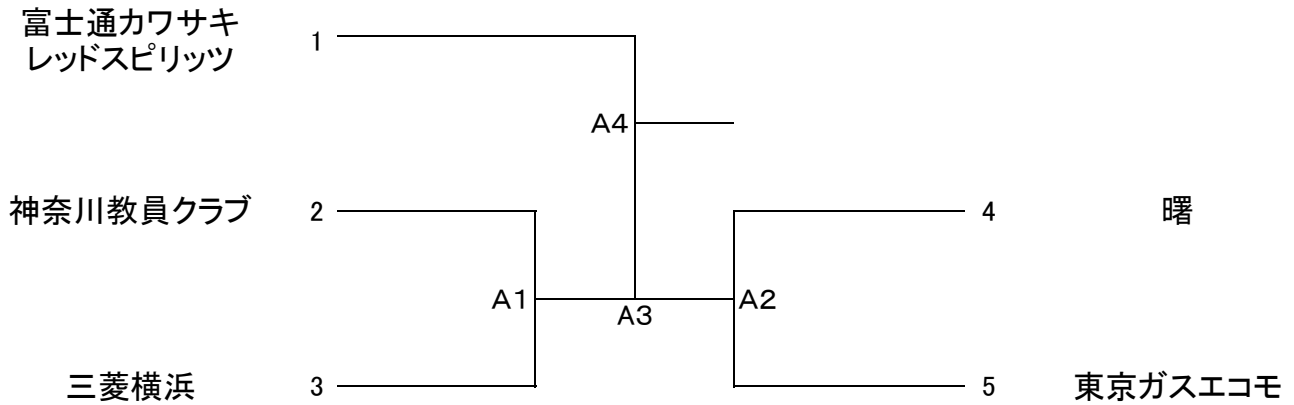 富士通カワサキ
レッドスピリッツ
1
A4
神奈川教員クラブ 2
4 曙
A1
A3
A2
三菱横浜 3
5 東京ガスエコモ